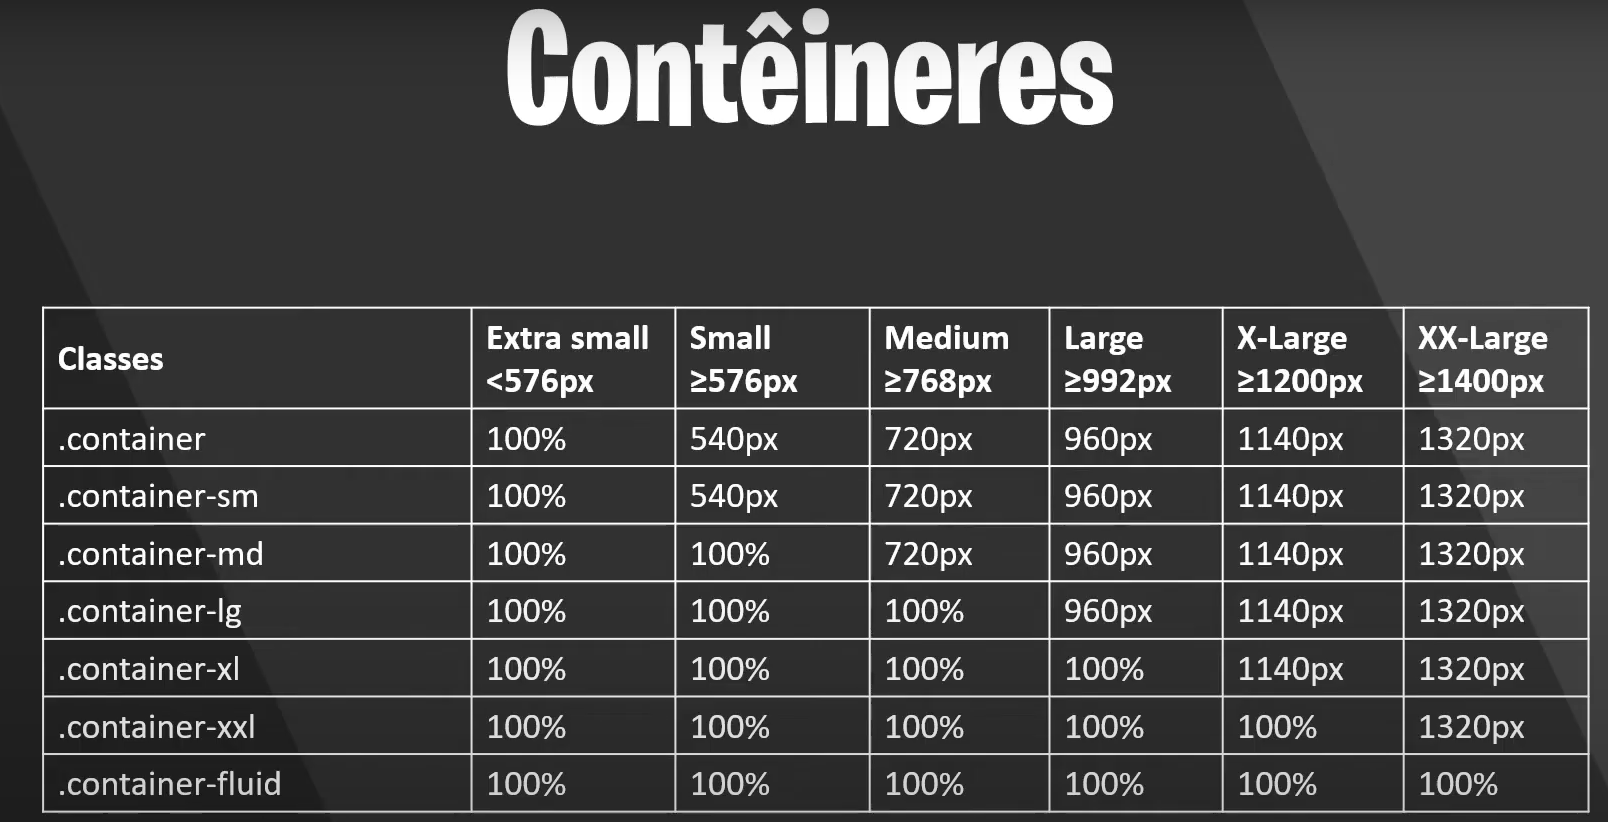 Contêineres
Classes
Extra small
<576px
Small
≥576px
Medium
≥768px
Large
≥992px
X-Large
≥1200px
XX-Large
≥1400px
.container 100% 540px 720px 960px 1140px 1320px
.container-sm 100% 540px 720px 960px 1140px 1320px
.container-md 100% 100% 720px 960px 1140px 1320px
.container-lg 100% 100% 100% 960px 1140px 1320px
.container-xl 100% 100% 100% 100% 1140px 1320px
.container-xxl 100% 100% 100% 100% 100% 1320px
.container-fluid 100% 100% 100% 100% 100% 100%